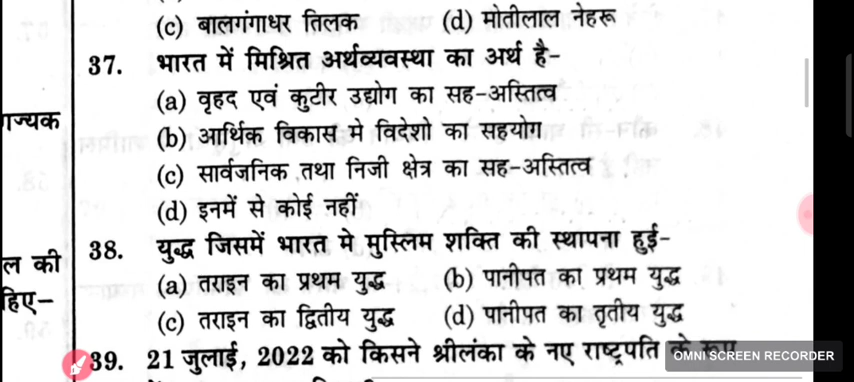 (c) बालगंगाधर तिलक (d) मोतीलाल नेहरू
37. भारत में मिश्रित अर्थव्यवस्था का अर्थ है-
(a) वृहद एवं कुटीर उद्योग का सह-अस्तित्व
(b) आर्थिक विकास मे विदेशो का सहयोग
(c) सार्वजनिक तथा निजी क्षेत्र का सह-अस्तित्व
(d) इनमें से कोई नहीं
38. युद्ध जिसमें भारत मे मुस्लिम शक्ति की स्थापना हुई-
(a) तराइन का प्रथम युद्ध (b) पानीपत का प्रथम युद्ध
(c) तराइन का द्वितीय युद्ध (d) पानीपत का तृतीय युद्ध
39. 21 जुलाई, 2022 को किसने श्रीलंका के नए राष्ट्रपति के रूप
ल की
हिए-
OMNI SCREEN RECORDER